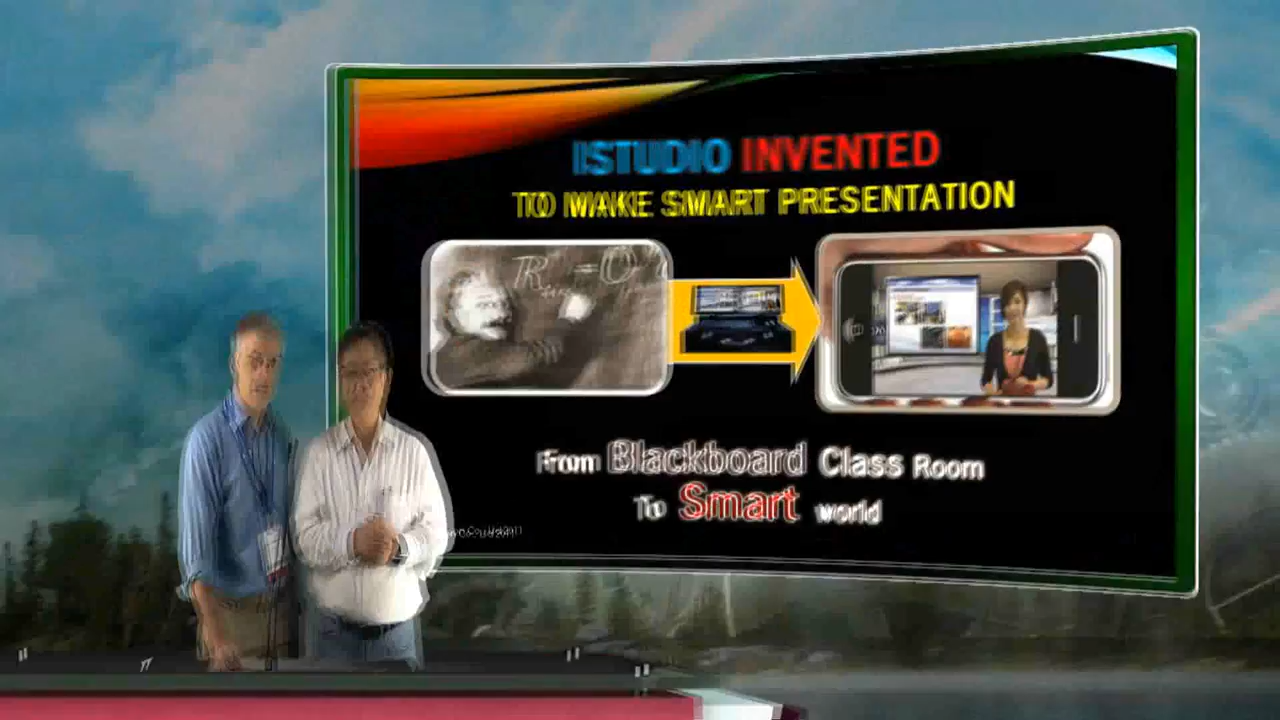 ISTUDIO INVENTED
TO MAKE SMART PRESENTATION
From Blackboard Class Room
To Smart world